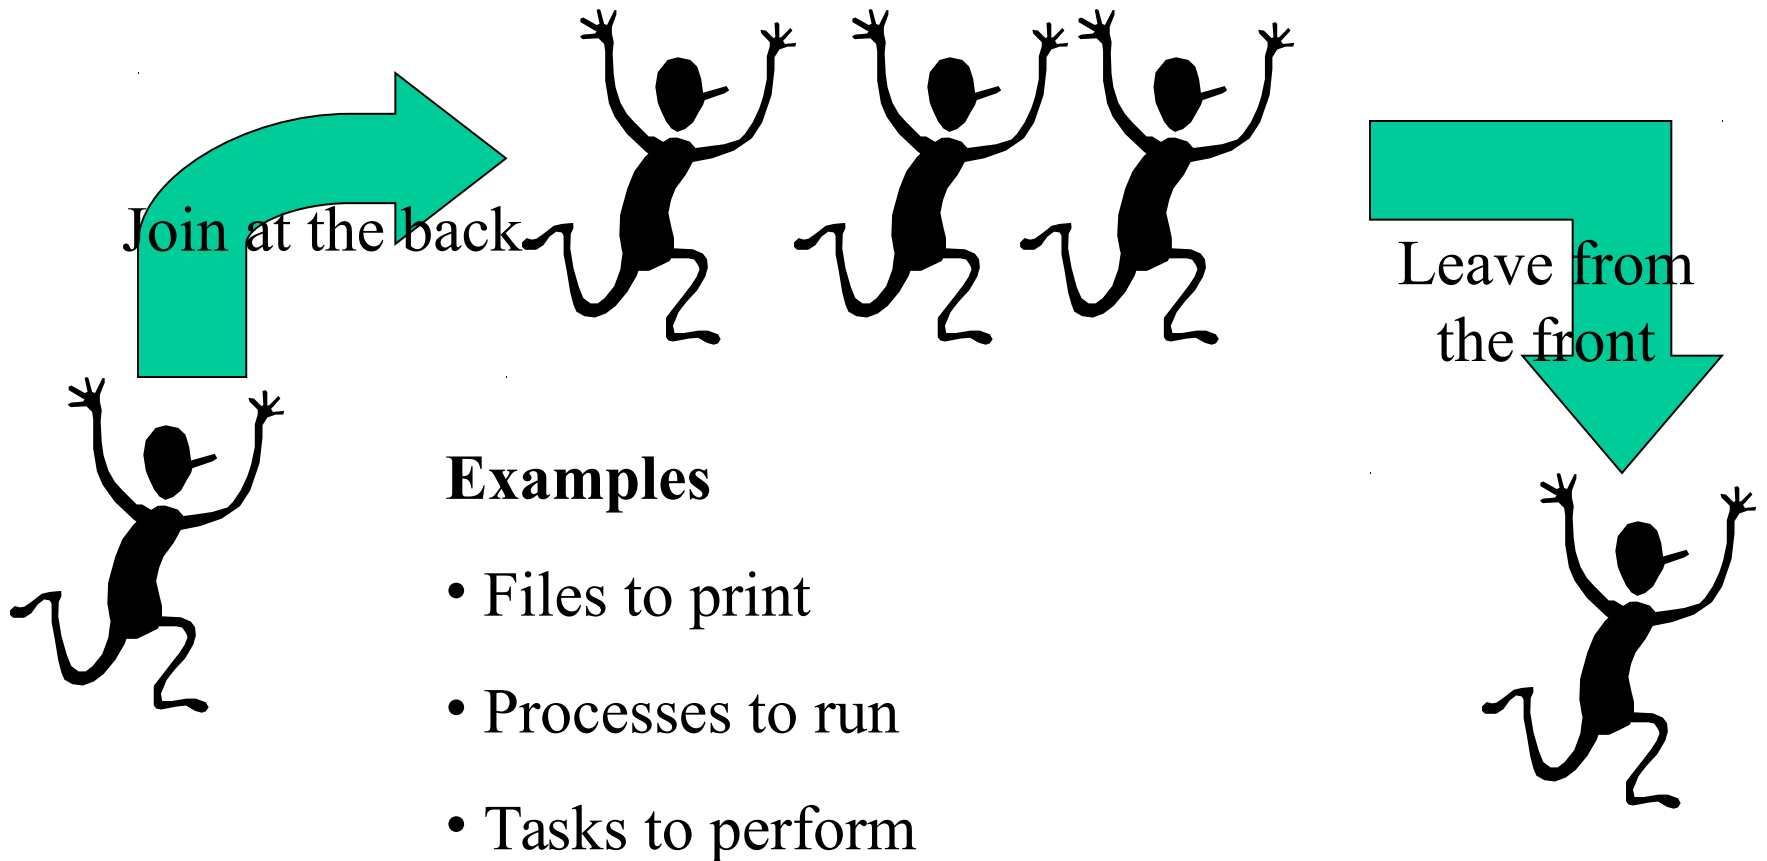 Join at the back
Leave from
the front
Examples
• Files to print
• Processes to run
• Tasks to perform